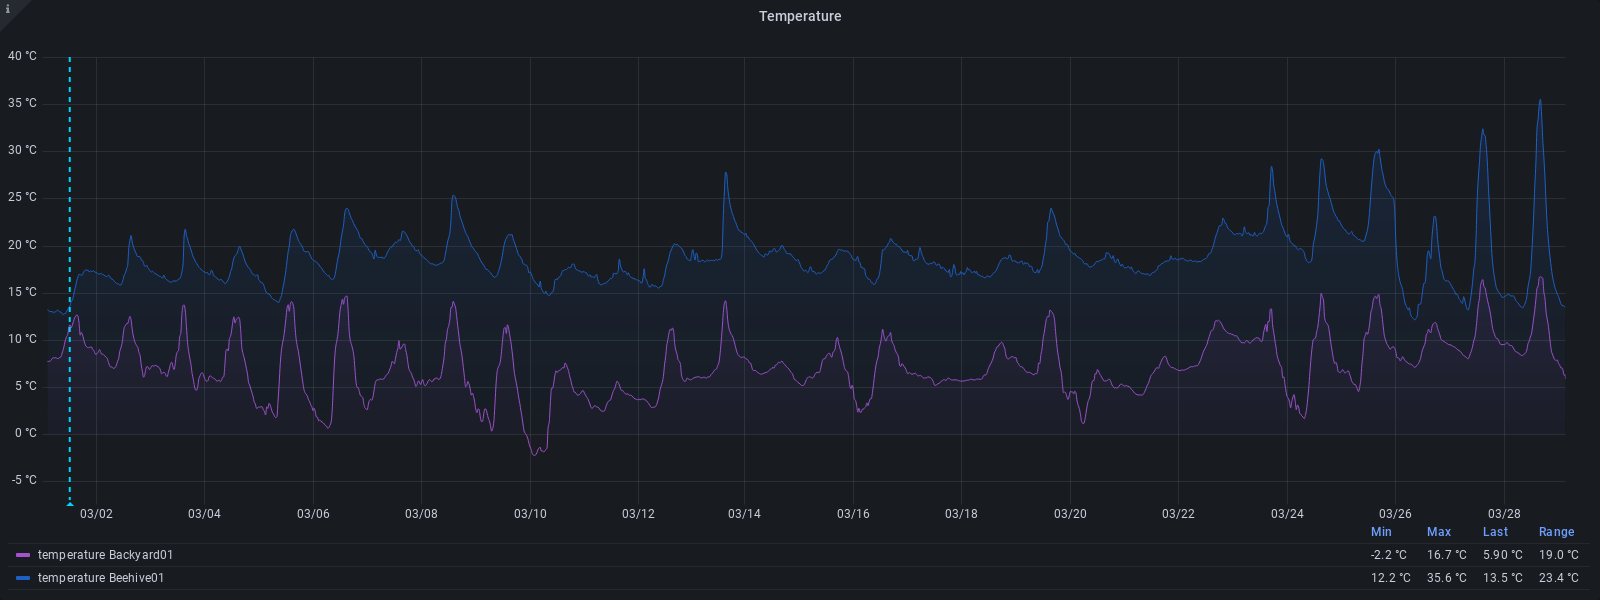 i
Temperature
40 °C
35 °C
30 °C
25 °C
20 °C
15 °C
10 °C
5 °C
0 °C
-5 °C
03/02 03/04 03/06 03/08 03/10 03/12 03/14 03/16 03/18 03/20 03/22 03/24 03/26 03/28
Min Max Last Range
temperature Backyard01 -2.2 °C 16.7 °C 5.90 °C 19.0 °C
temperature Beehive01 12.2 °C 35.6 °C 13.5 °C 23.4 °C